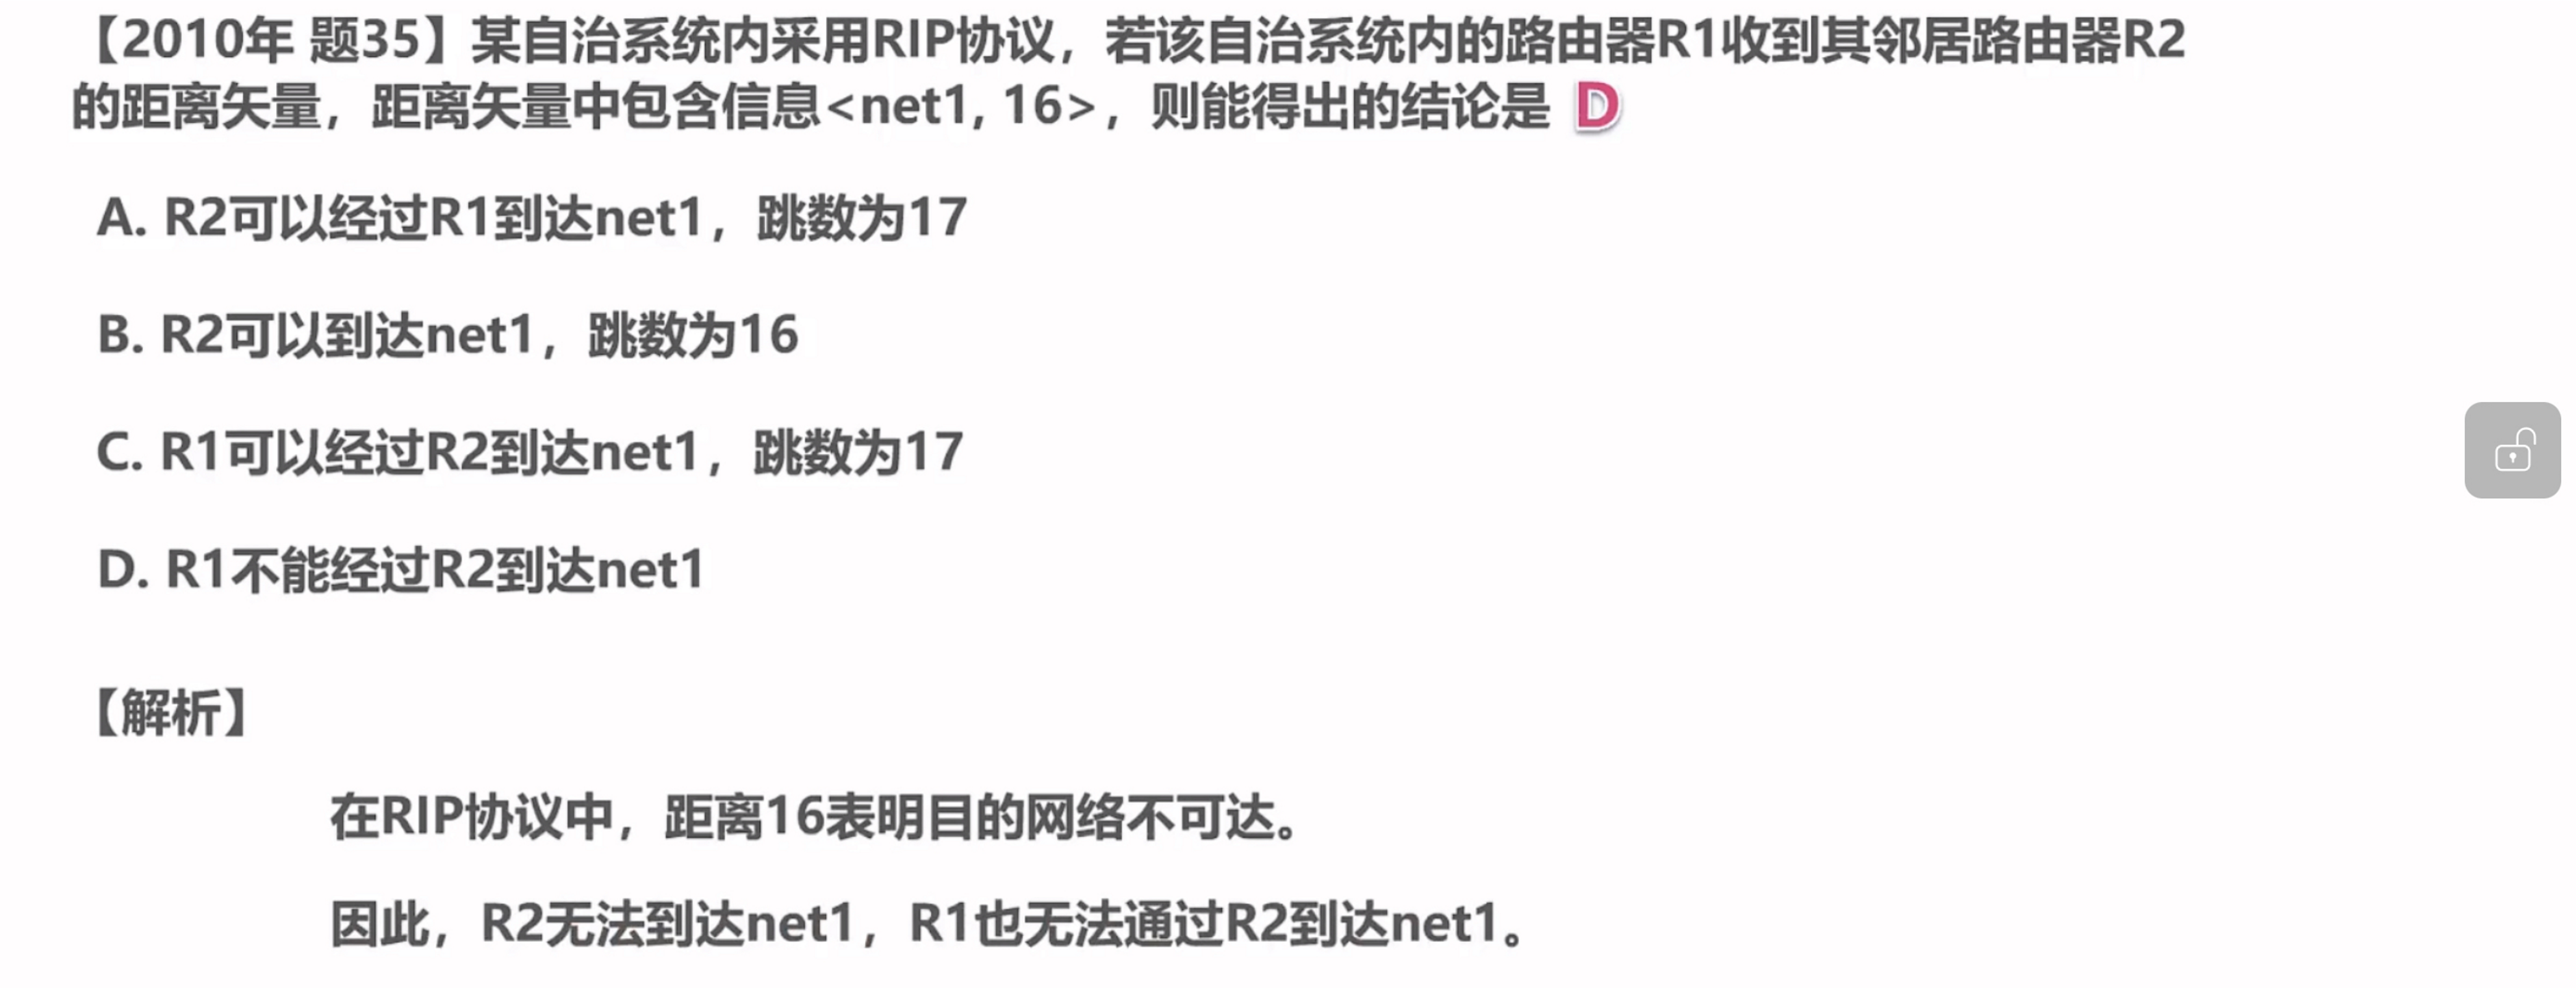 【2010年 题35】某自治系统内采用RIP协议，若该自治系统内的路由器R1收到其邻居路由器R2
的距离矢量，距离矢量中包含信息<net1, 16>，则能得出的结论是 D
A. R2可以经过R1到达net1，跳数为17
B. R2可以到达net1，跳数为16
C. R1可以经过R2到达net1，跳数为17
D. R1不能经过R2到达net1
【解析】
在RIP协议中，距离16表明目的网络不可达。
因此，R2无法到达net1，R1也无法通过R2到达net1。